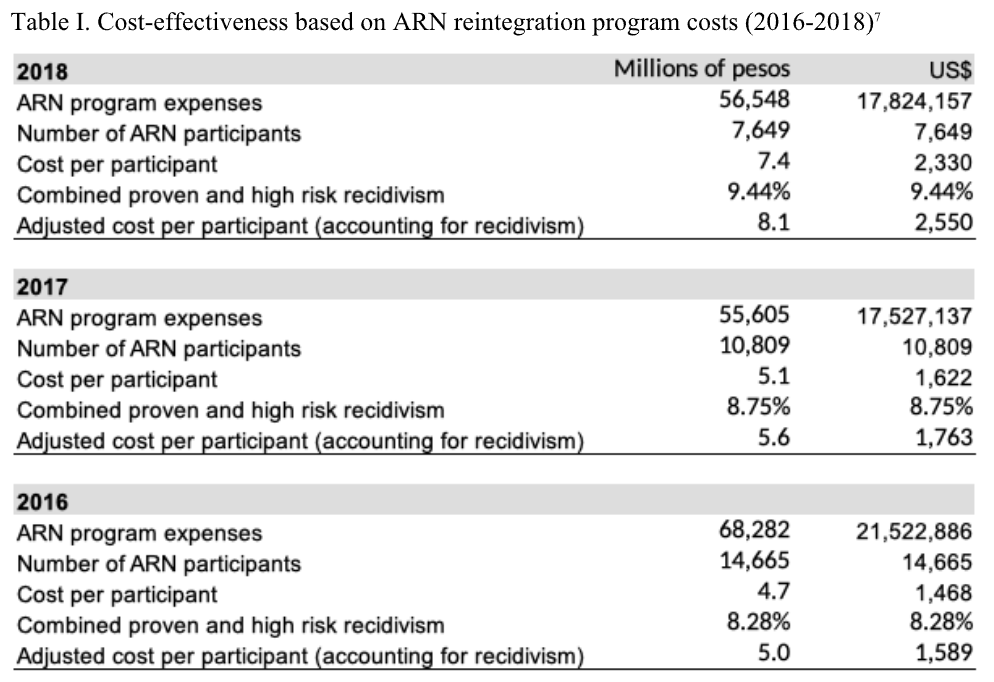 Table I. Cost-effectiveness based on ARN reintegration program costs (2016-2018)⁷
2018 Millions of pesos US$
ARN program expenses 56,548 17,824,157
Number of ARN participants 7,649 7,649
Cost per participant 7.4 2,330
Combined proven and high risk recidivism 9.44% 9.44%
Adjusted cost per participant (accounting for recidivism) 8.1 2,550
2017
ARN program expenses 55,605 17,527,137
Number of ARN participants 10,809 10,809
Cost per participant 5.1 1,622
Combined proven and high risk recidivism 8.75% 8.75%
Adjusted cost per participant (accounting for recidivism) 5.6 1,763
2016
ARN program expenses 68,282 21,522,886
Number of ARN participants 14,665 14,665
Cost per participant 4.7 1,468
Combined proven and high risk recidivism 8.28% 8.28%
Adjusted cost per participant (accounting for recidivism) 5.0 1,589